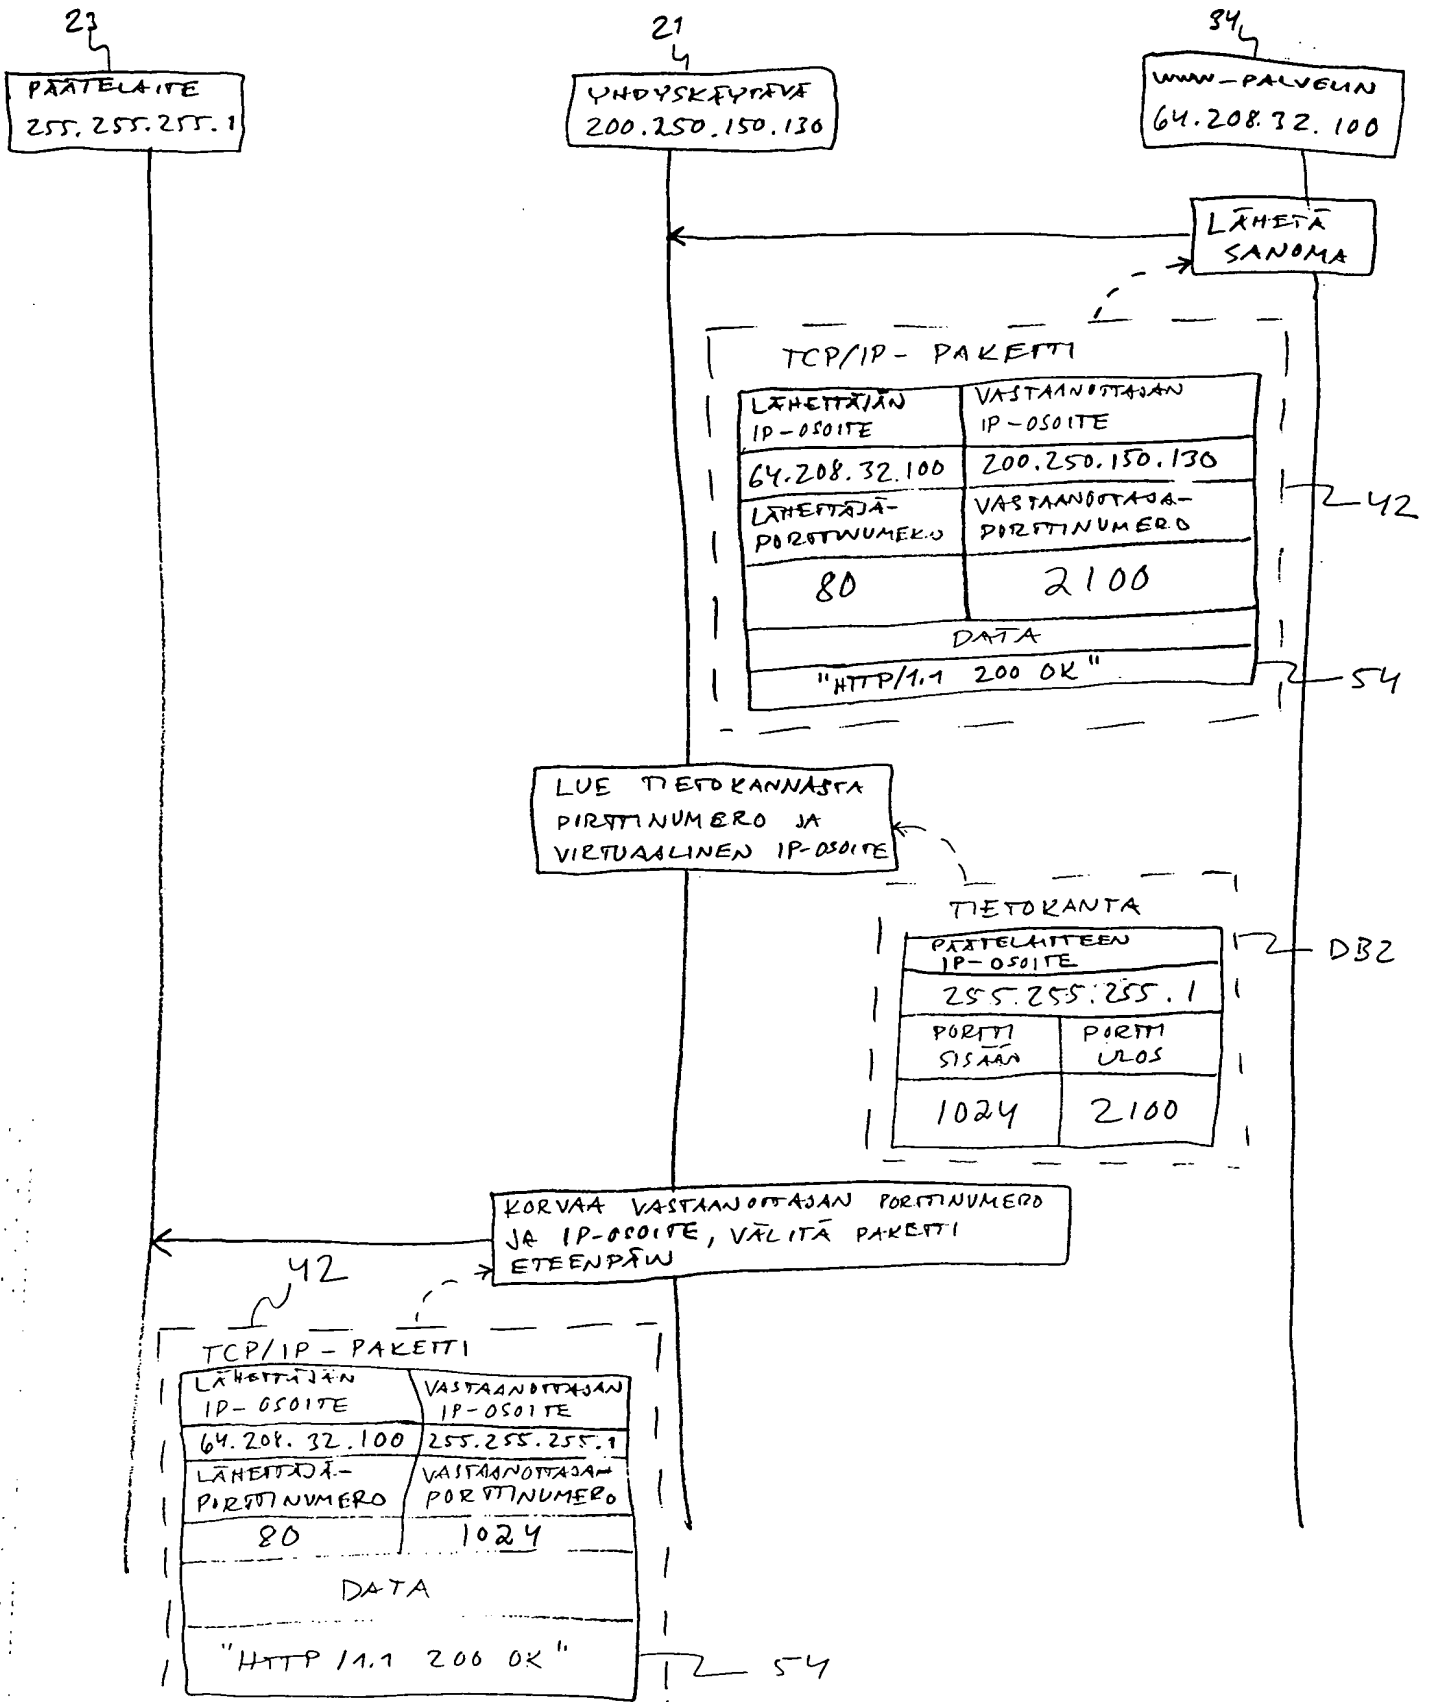 23
21
34
PÄÄTELAITE
255.255.255.1
YHDYSKÄYTÄVÄ
200.250.150.130
WWW-PALVELIN
64.208.32.100
LÄHETÄ
SANOMA
TCP/IP-PAKETTI
LÄHETTÄJÄN
IP-OSOITE
VASTAANOTTAJAN
IP-OSOITE
64.208.32.100
200.250.150.130
42
LÄHETTÄJÄ-
PORTTINUMERO
VASTAANOTTAJA-
PORTTINUMERO
80
2100
DATA
"HTTP/1.1 200 OK"
54
LUE TIETOKANNASTA
PORTTINUMERO JA
VIRTUAALINEN IP-OSOITE
TIETOKANTA
PÄÄTELAITTEEN
IP-OSOITE
DB2
255.255.255.1
PORTTI
SISÄÄN
PORTTI
ULOS
1024
2100
KORVAA VASTAANOTTAJAN PORTTINUMERO
JA IP-OSOITE, VÄLITÄ PAKETTI
ETEENPÄIN
42
TCP/IP-PAKETTI
LÄHETTÄJÄN
IP-OSOITE
VASTAANOTTAJAN
IP-OSOITE
64.208.32.100
255.255.255.1
LÄHETTÄJÄ-
PORTTINUMERO
VASTAANOTTAJAN
PORTTINUMERO
80
1024
DATA
"HTTP/1.1 200 OK"
54